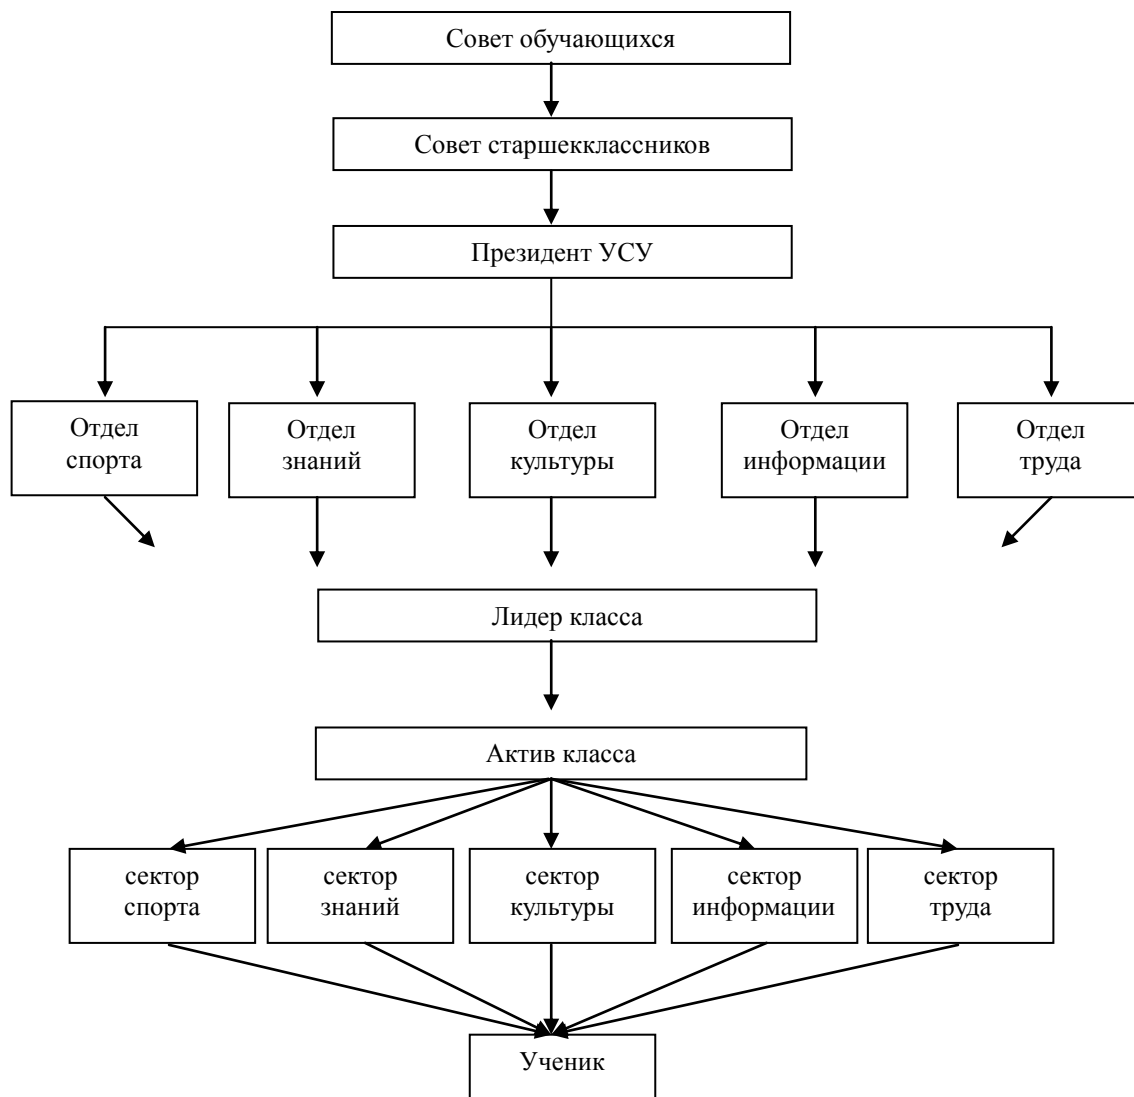 Совет обучающихся
Совет старшекклассников
Президент УСУ
Отдел
спорта
Отдел
знаний
Отдел
культуры
Отдел
информации
Отдел
труда
Лидер класса
Актив класса
сектор
спорта
сектор
знаний
сектор
культуры
сектор
информации
сектор
труда
Ученик